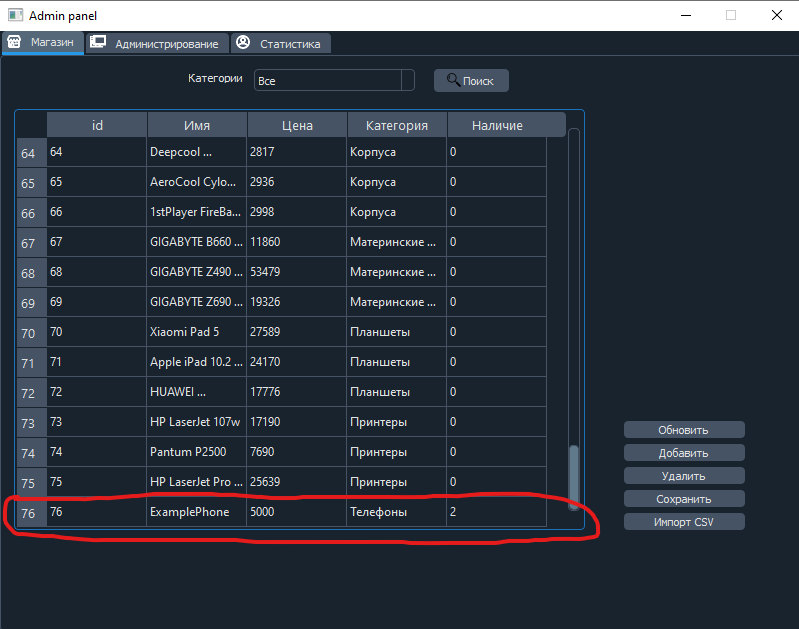 Admin panel
Магазин Администрирование Статистика
Категории Все Поиск
id Имя Цена Категория Наличие
64 64 Deepcool ... 2817 Корпуса 0
65 65 AeroCool Cylo... 2936 Корпуса 0
66 66 1stPlayer FireBa... 2998 Корпуса 0
67 67 GIGABYTE B660 ... 11860 Материнские ... 0
68 68 GIGABYTE Z490 ... 53479 Материнские ... 0
69 69 GIGABYTE Z690 ... 19326 Материнские ... 0
70 70 Xiaomi Pad 5 27589 Планшеты 0
71 71 Apple iPad 10.2 ... 24170 Планшеты 0
72 72 HUAWEI ... 17776 Планшеты 0
73 73 HP LaserJet 107w 17190 Принтеры 0
74 74 Pantum P2500 7690 Принтеры 0
75 75 HP LaserJet Pro ... 25639 Принтеры 0
76 76 ExamplePhone 5000 Телефоны 2
Обновить
Добавить
Удалить
Сохранить
Импорт CSV